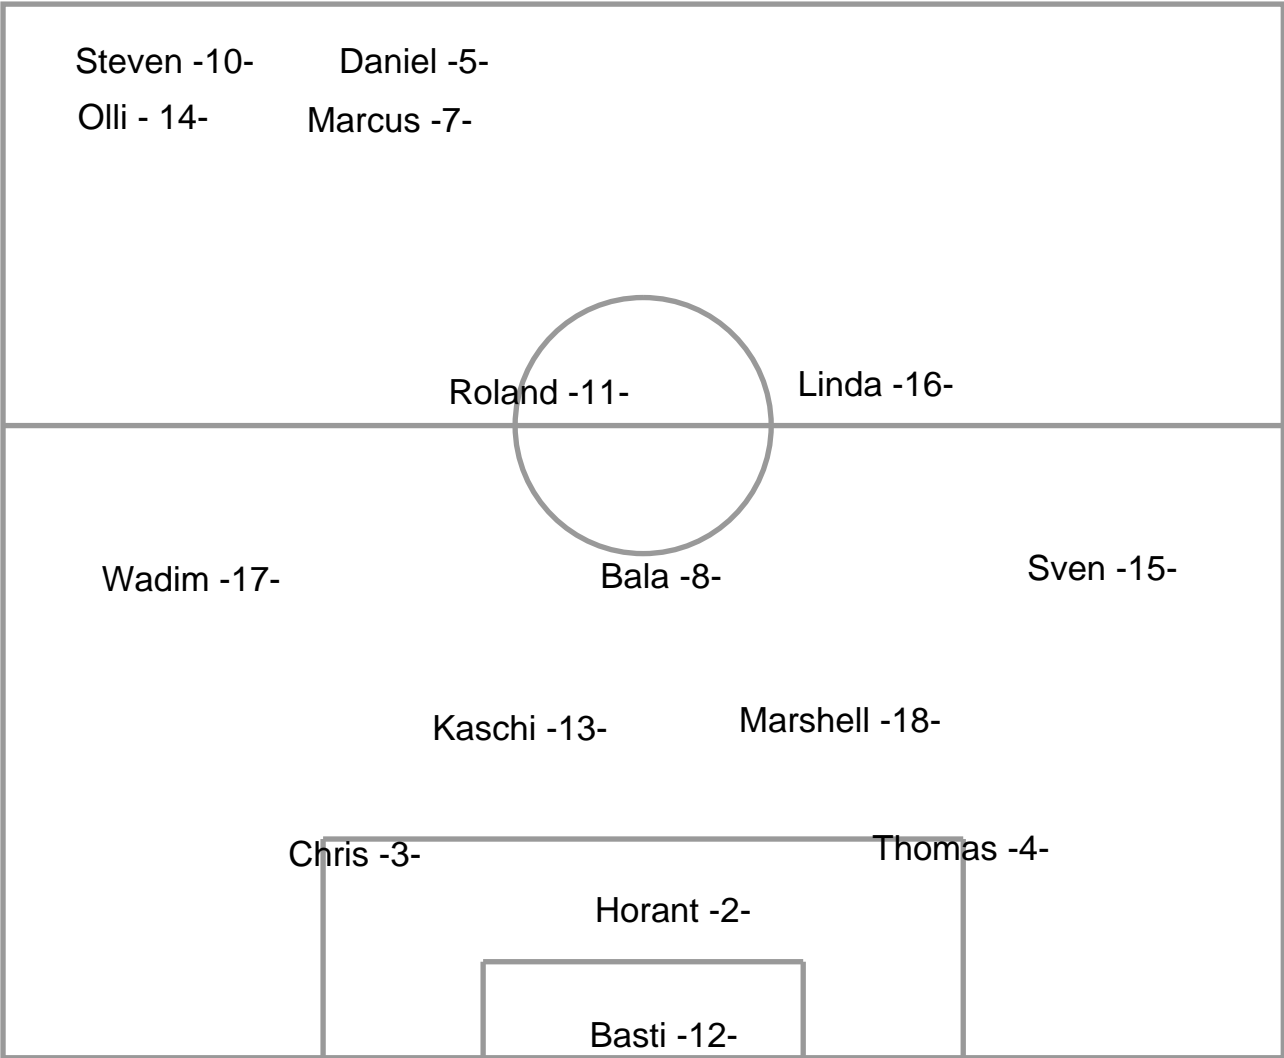 Steven -10-
Daniel -5-
Olli - 14-
Marcus -7-
Roland -11-
Linda -16-
Wadim -17-
Bala -8-
Sven -15-
Kaschi -13-
Marshell -18-
Chris -3-
Thomas -4-
Horant -2-
Basti -12-